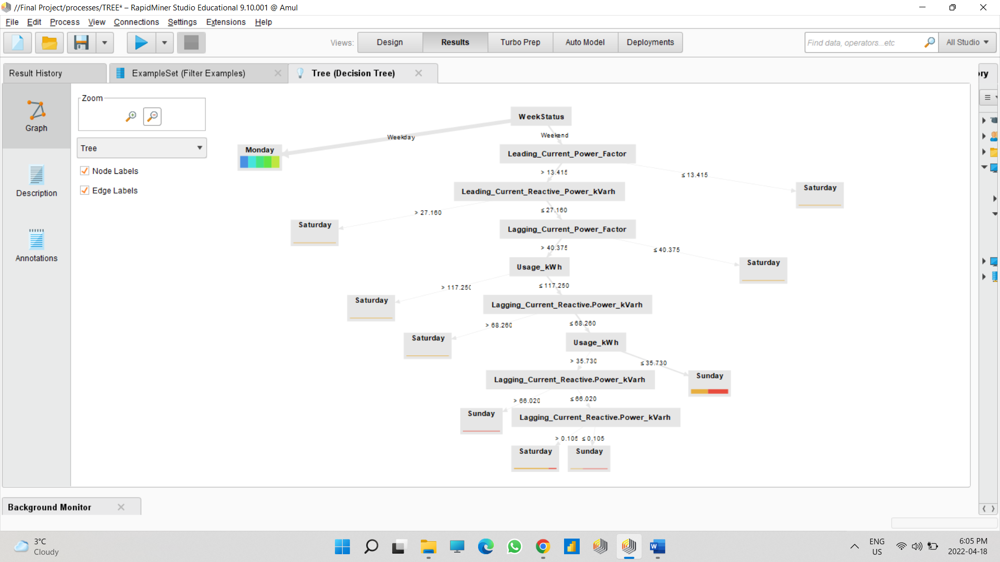 //Final Project/processes/TREE* – RapidMiner Studio Educational 9.10.001 @ Amul
File Edit Process View Connections Settings Extensions Help
Views: Design Results Turbo Prep Auto Model Deployments
Find data, operators...etc
All Studio
Result History
ExampleSet (Filter Examples)
Tree (Decision Tree)
ory
Graph
Description
Annotations
Zoom
Tree
Node Labels
Edge Labels
WeekStatus
Weekday
Weekend
Monday
Leading_Current_Power_Factor
> 13.415
≤ 13.415
Leading_Current_Reactive_Power_kVarh
Saturday
> 27.160
≤ 27.160
Saturday
Lagging_Current_Power_Factor
> 40.375
≤ 40.375
Usage_kWh
Saturday
> 117.250
≤ 117.250
Saturday
Lagging_Current_Reactive.Power_kVarh
> 68.260
≤ 68.260
Saturday
Usage_kWh
> 35.730
≤ 35.730
Lagging_Current_Reactive.Power_kVarh
Sunday
> 66.020
≤ 66.020
Sunday
Lagging_Current_Reactive.Power_kVarh
> 0.105
≤ 0.105
Saturday
Sunday
Background Monitor
3°C
Cloudy
ENG
US
6:05 PM
2022-04-18